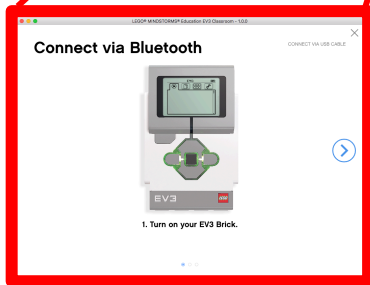 LEGO® MINDSTORMS® Education EV3 Classroom - 1.0.0
Connect via Bluetooth
CONNECT VIA USB CABLE
EV3
LEGO
1. Turn on your EV3 Brick.